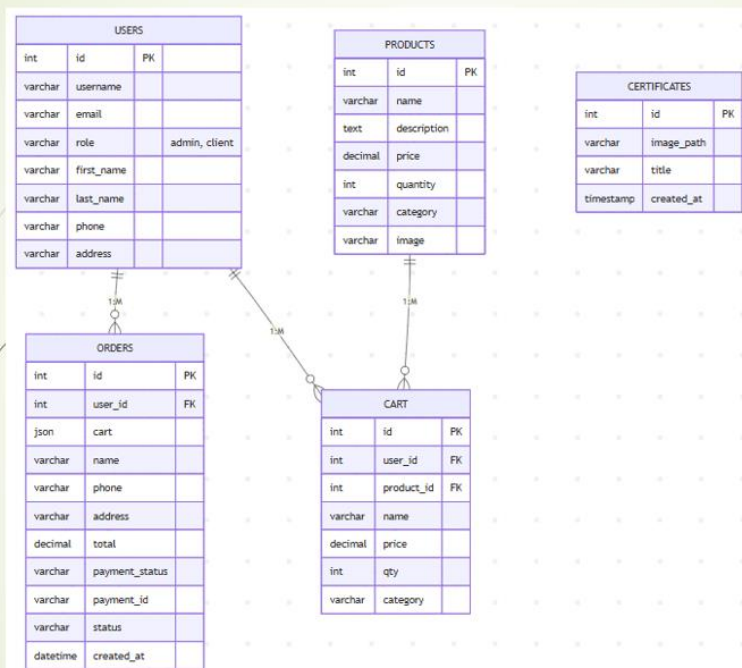 USERS
int id PK
varchar username
varchar email
varchar role admin, client
varchar first_name
varchar last_name
varchar phone
varchar address
PRODUCTS
int id PK
varchar name
text description
decimal price
int quantity
varchar category
varchar image
CERTIFICATES
int id PK
varchar image_path
varchar title
timestamp created_at
1:M
1:M
1:M
ORDERS
int id PK
int user_id FK
json cart
varchar name
varchar phone
varchar address
decimal total
varchar payment_status
varchar payment_id
varchar status
datetime created_at
CART
int id PK
int user_id FK
int product_id FK
varchar name
decimal price
int qty
varchar category